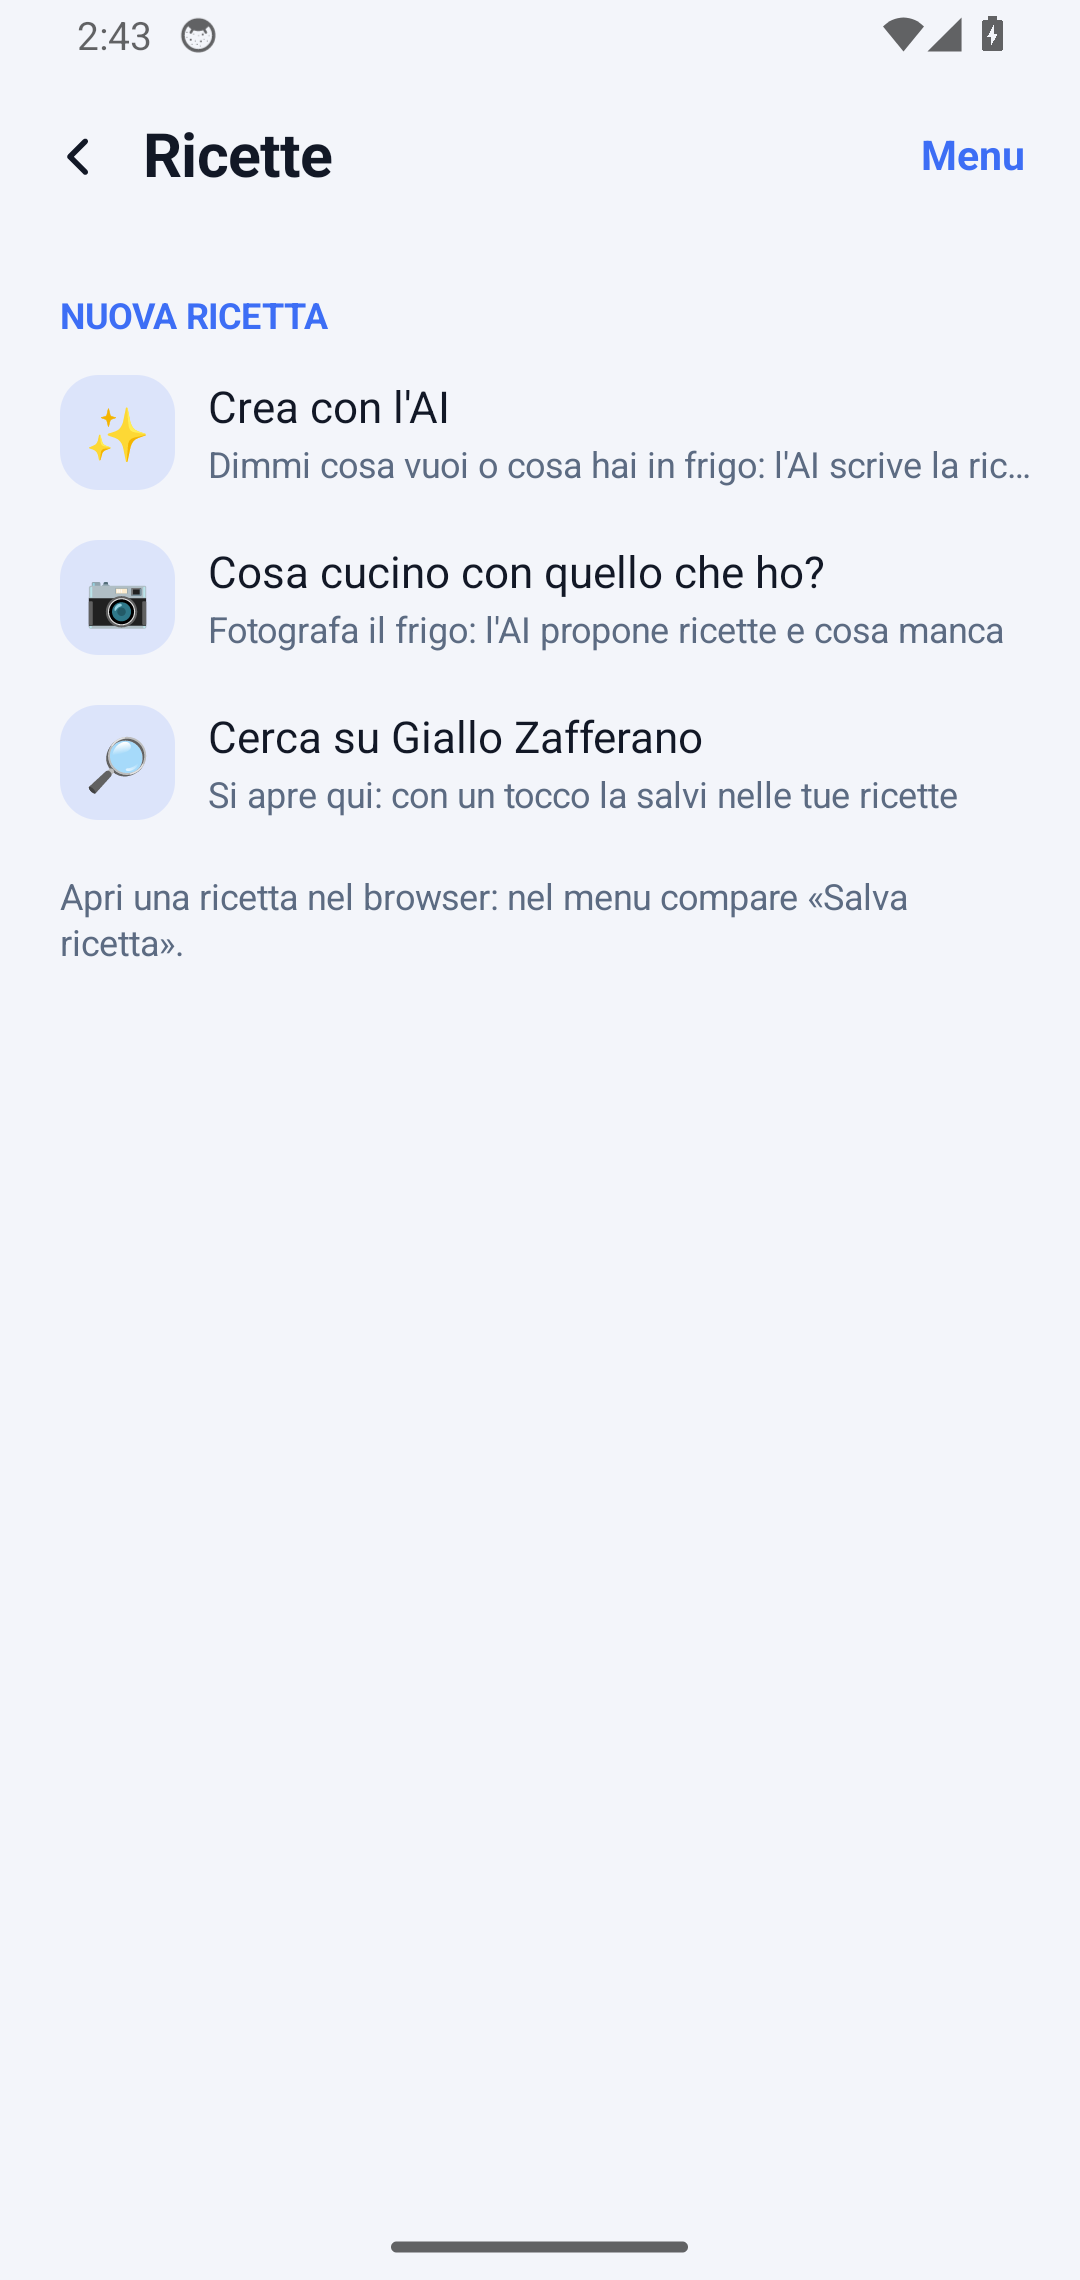 2:43
Ricette
Menu
NUOVA RICETTA
Crea con l'AI
Dimmi cosa vuoi o cosa hai in frigo: l'AI scrive la ric…
Cosa cucino con quello che ho?
Fotografa il frigo: l'AI propone ricette e cosa manca
Cerca su Giallo Zafferano
Si apre qui: con un tocco la salvi nelle tue ricette
Apri una ricetta nel browser: nel menu compare «Salva
ricetta».